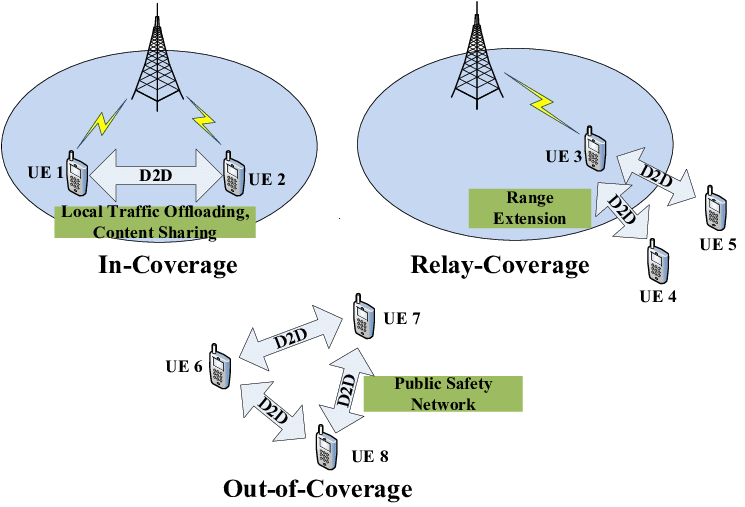 UE 1
D2D
UE 2
Local Traffic Offloading,
Content Sharing
In-Coverage
UE 3
D2D
Range
Extension
D2D
UE 5
UE 4
Relay-Coverage
UE 7
D2D
UE 6
D2D
D2D
Public Safety
Network
UE 8
Out-of-Coverage